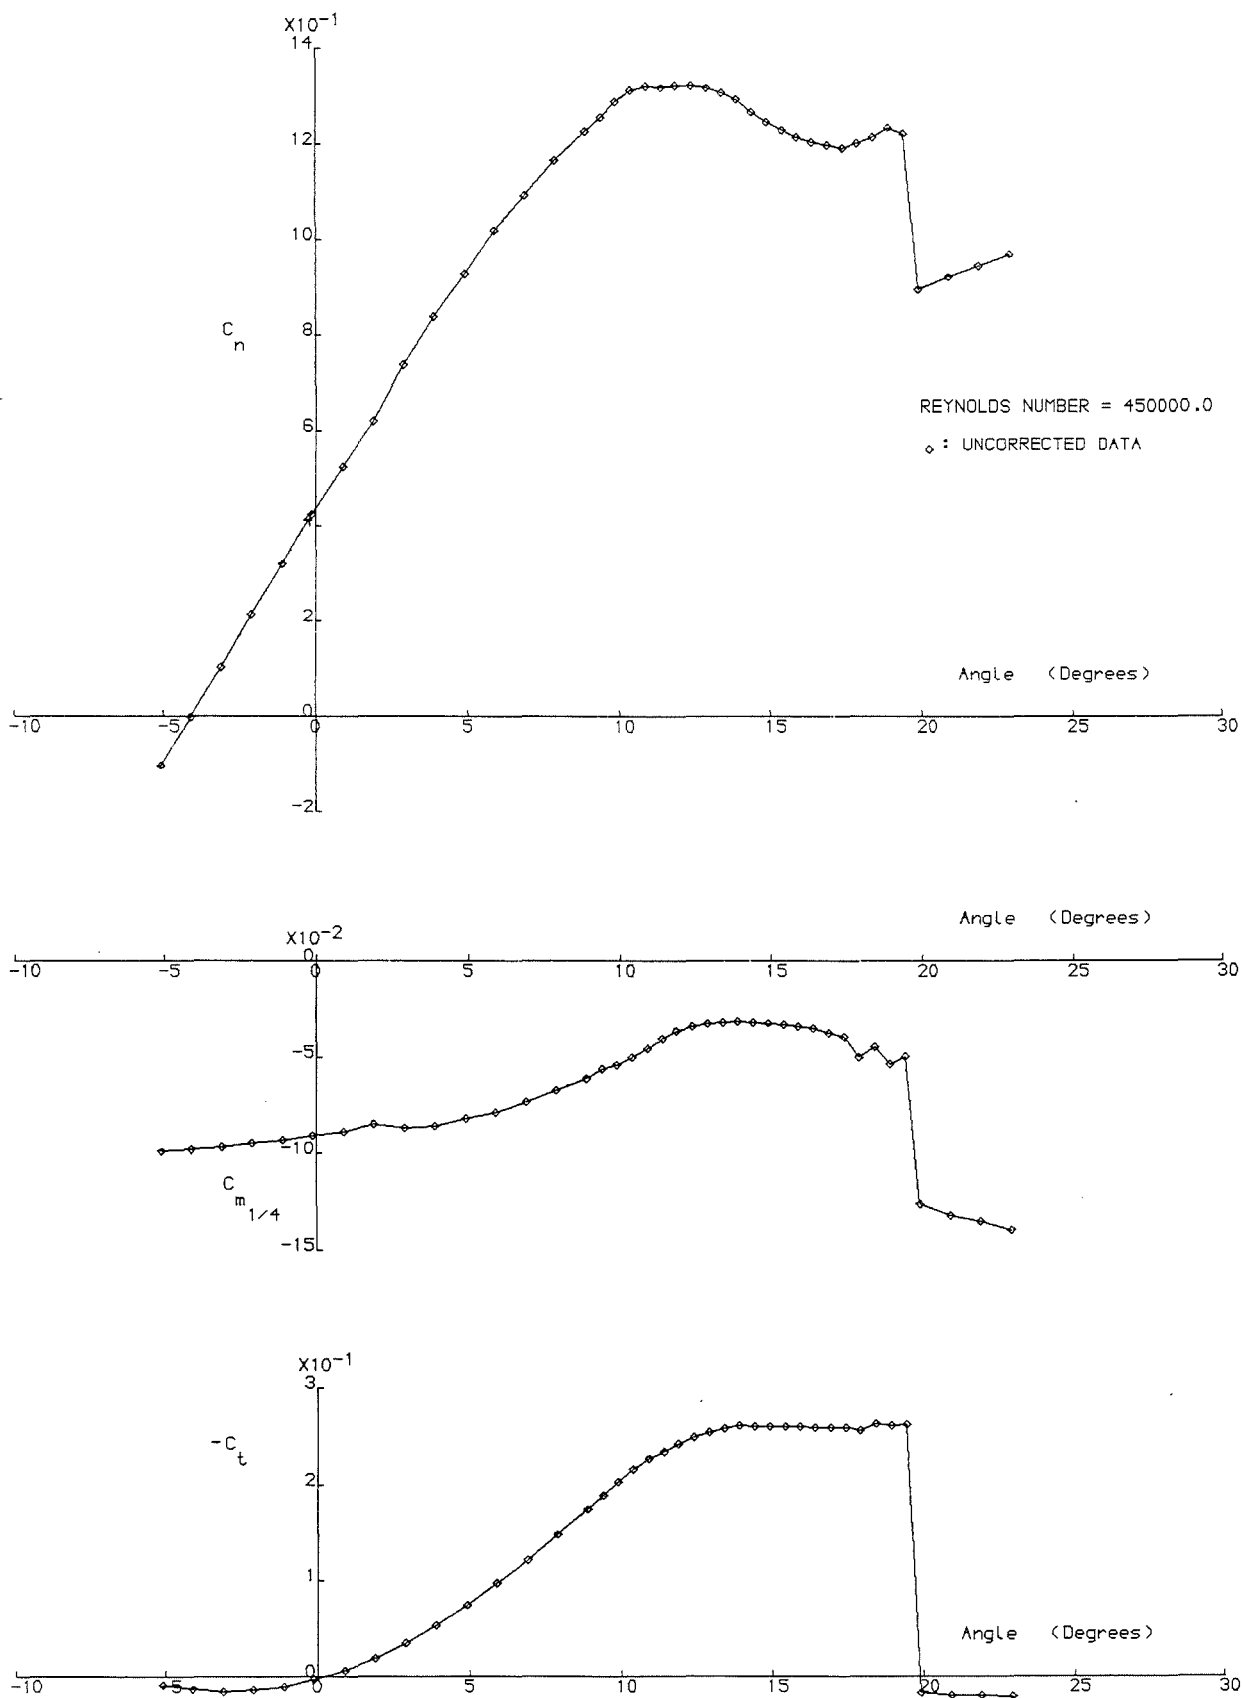 X10⁻¹
14
12
10
8
C n
REYNOLDS NUMBER = 450000.0
◇ : UNCORRECTED DATA
6
4
2
Angle (Degrees)
-10 -5 0 5 10 15 20 25 30
-2
Angle (Degrees)
X10⁻²
0
-10 -5 0 5 10 15 20 25 30
-5
-10
C m 1/4
-15
X10⁻¹
3
-C t
2
1
Angle (Degrees)
0
-10 -5 0 5 10 15 20 25 30